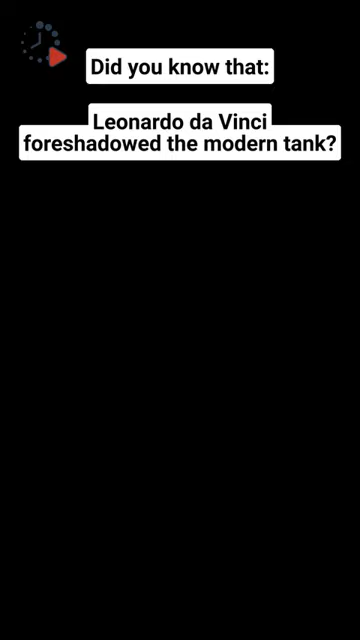 Did you know that:
Leonardo da Vinci
foreshadowed the modern tank?